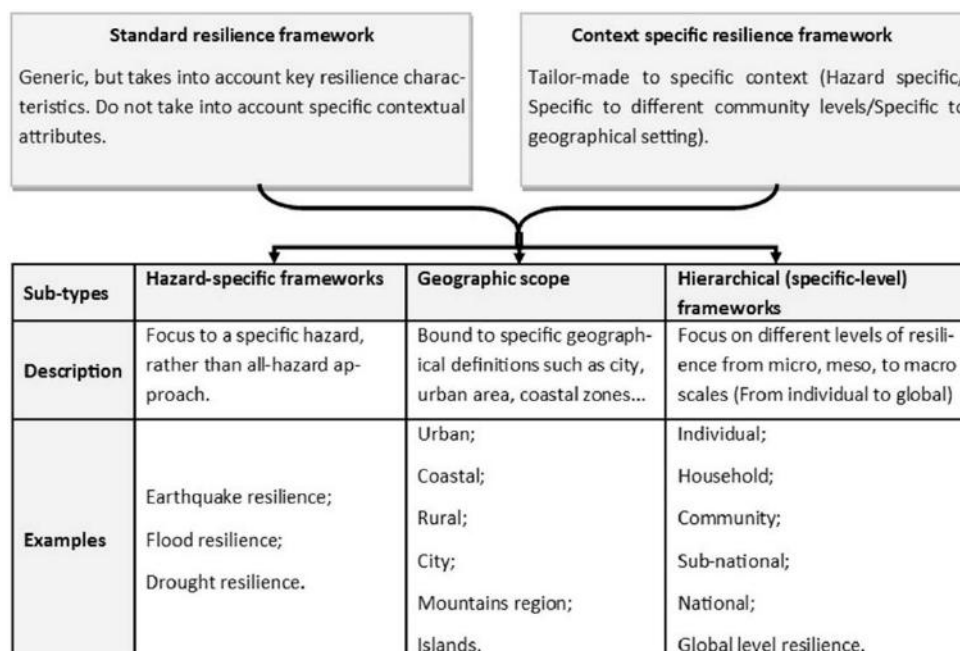 Standard resilience framework
Generic, but takes into account key resilience charac-
teristics. Do not take into account specific contextual
attributes.
Context specific resilience framework
Tailor-made to specific context (Hazard specific/
Specific to different community levels/Specific to
geographical setting).
Sub-types
Hazard-specific frameworks
Geographic scope
Hierarchical (specific-level)
frameworks
Description
Focus to a specific hazard,
rather than all-hazard ap-
proach.
Bound to specific geograph-
ical definitions such as city,
urban area, coastal zones...
Focus on different levels of resili-
ence from micro, meso, to macro
scales (From individual to global)
Examples
Earthquake resilience;
Flood resilience;
Drought resilience.
Urban;
Coastal;
Rural;
City;
Mountains region;
Islands.
Individual;
Household;
Community;
Sub-national;
National;
Global level resilience.